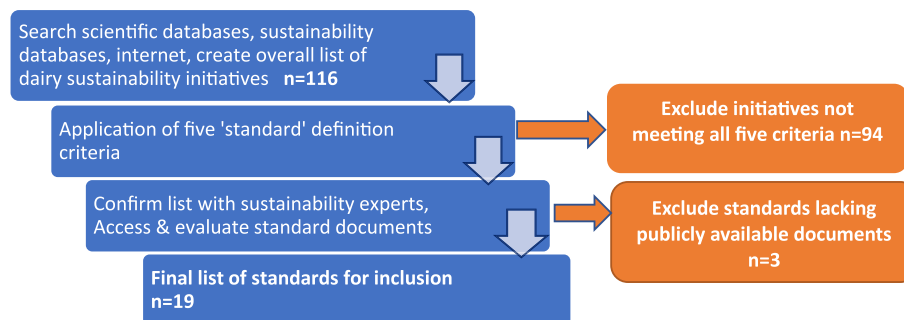 Search scientific databases, sustainability
databases, internet, create overall list of
dairy sustainability initiatives n=116
Application of five 'standard' definition
criteria
Exclude initiatives not
meeting all five criteria n=94
Confirm list with sustainability experts,
Access & evaluate standard documents
Exclude standards lacking
publicly available documents
n=3
Final list of standards for inclusion
n=19